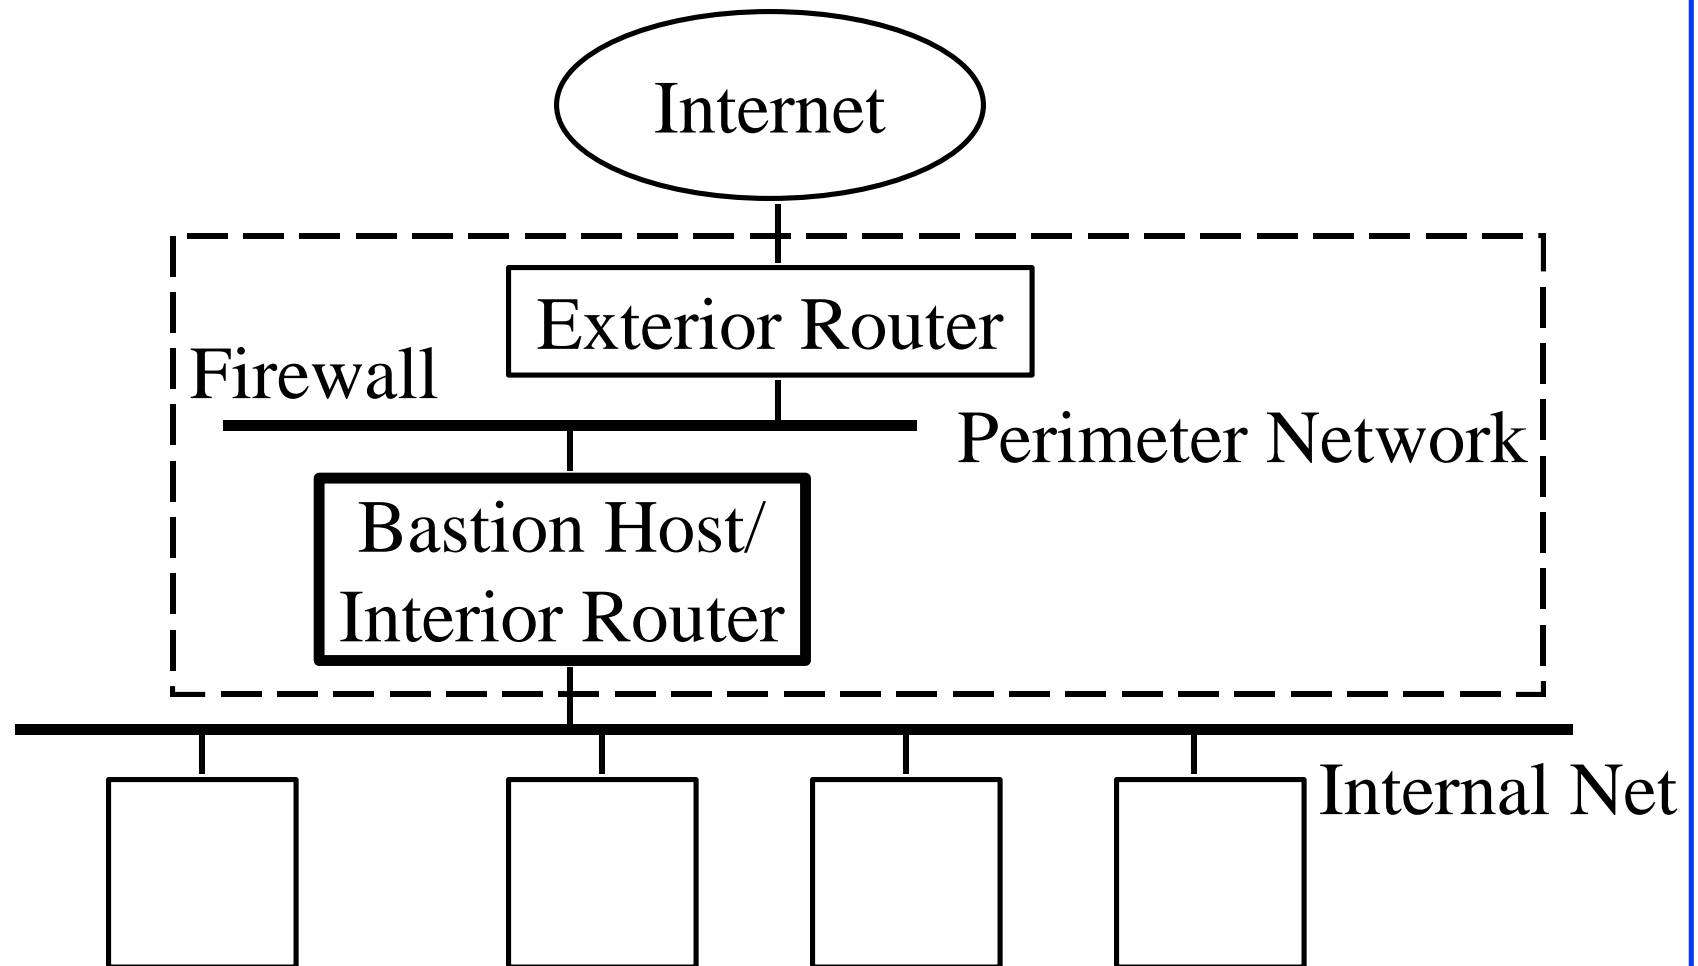 Internet
Exterior Router
Firewall
Perimeter Network
Bastion Host/
Interior Router
Internal Net